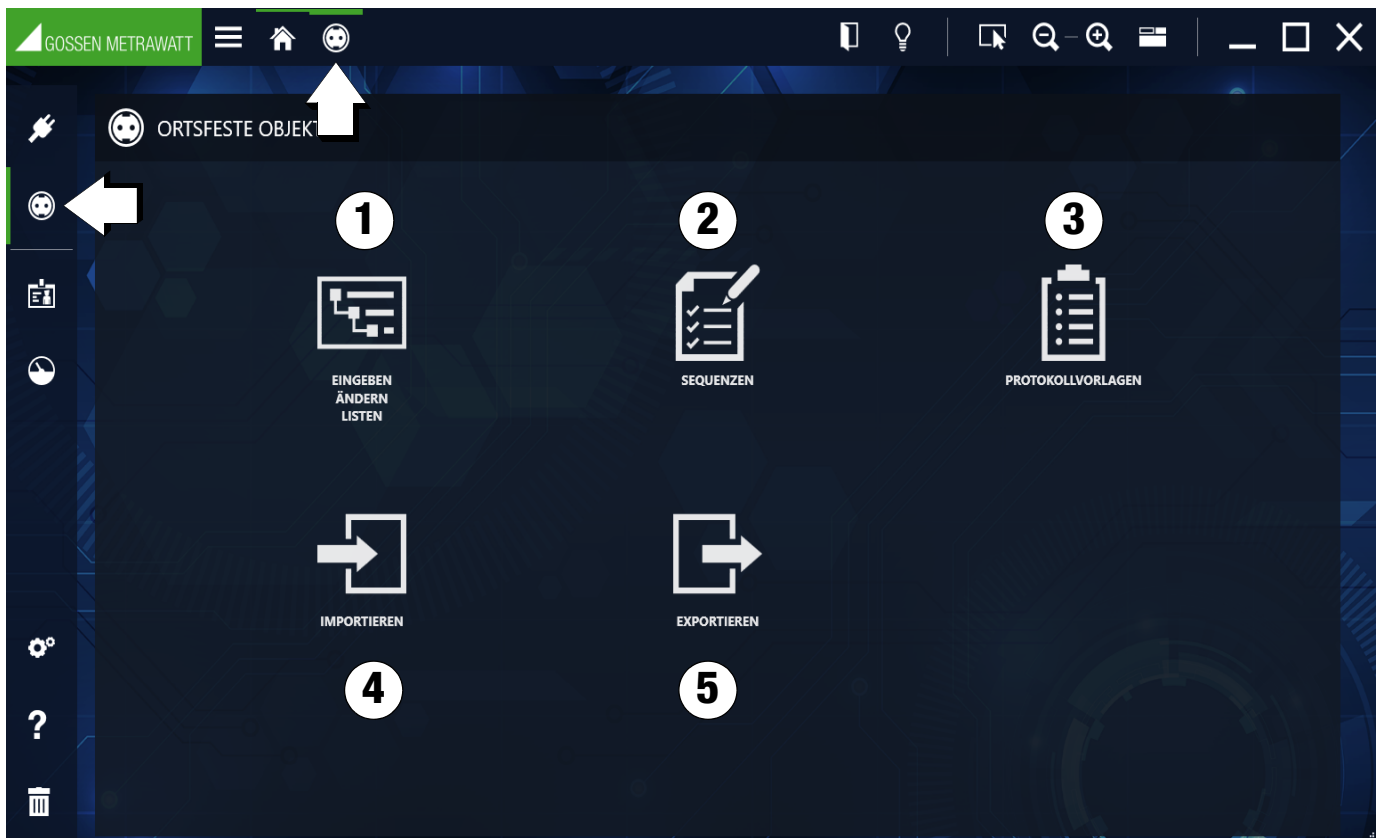 GOSSEN METRAWATT
ORTSFESTE OBJEKT
1
2
3
EINGEBEN
ÄNDERN
LISTEN
SEQUENZEN
PROTOKOLLVORLAGEN
IMPORTIEREN
EXPORTIEREN
4
5
?